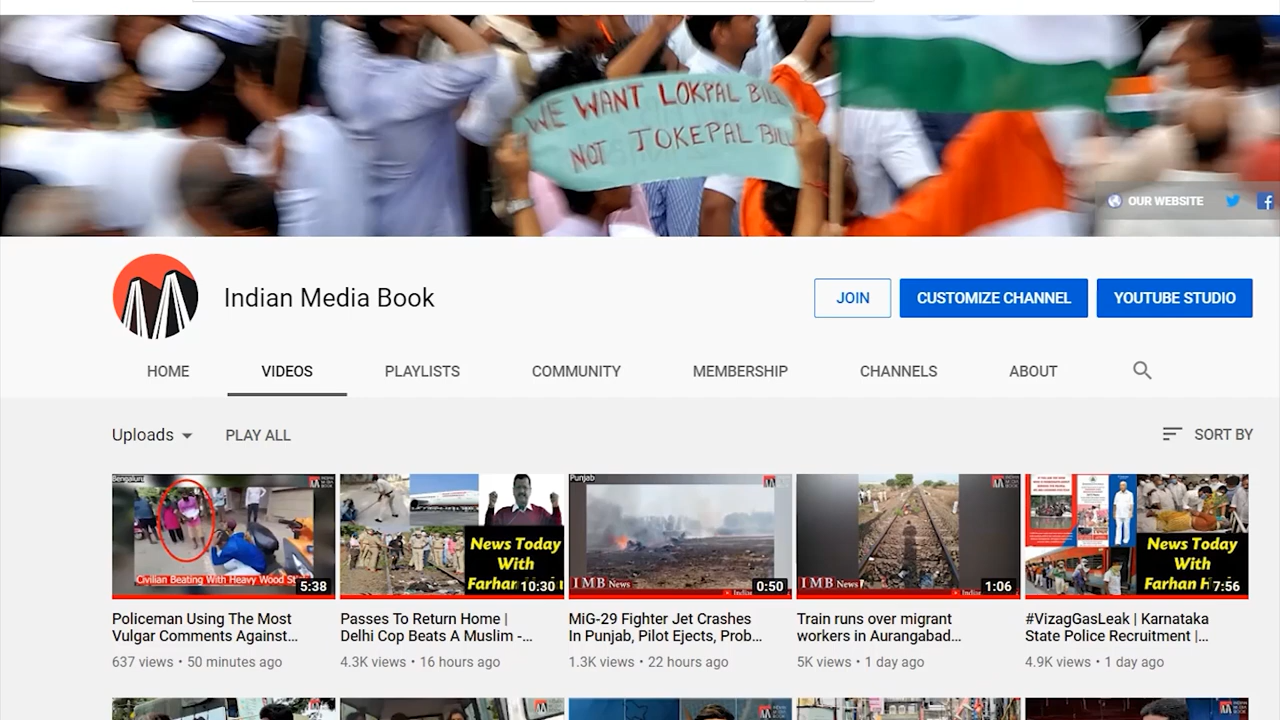 WE WANT LOKPAL BILL
NOT JOKEPAL BILL
OUR WEBSITE
Indian Media Book
JOIN
CUSTOMIZE CHANNEL
YOUTUBE STUDIO
HOME
VIDEOS
PLAYLISTS
COMMUNITY
MEMBERSHIP
CHANNELS
ABOUT
Uploads
PLAY ALL
SORT BY
Bengaluru
Civilian Beating With Heavy Wood
5:38
News Today
With
Farhan
10:30
Punjab
IMB News
0:50
IMB News
1:06
News Today
With
Farhan
7:56
Policeman Using The Most
Vulgar Comments Against...
637 views • 50 minutes ago
Passes To Return Home |
Delhi Cop Beats A Muslim -...
4.3K views • 16 hours ago
MiG-29 Fighter Jet Crashes
In Punjab, Pilot Ejects, Prob...
1.3K views • 22 hours ago
Train runs over migrant
workers in Aurangabad...
5K views • 1 day ago
#VizagGasLeak | Karnataka
State Police Recruitment |...
4.9K views • 1 day ago